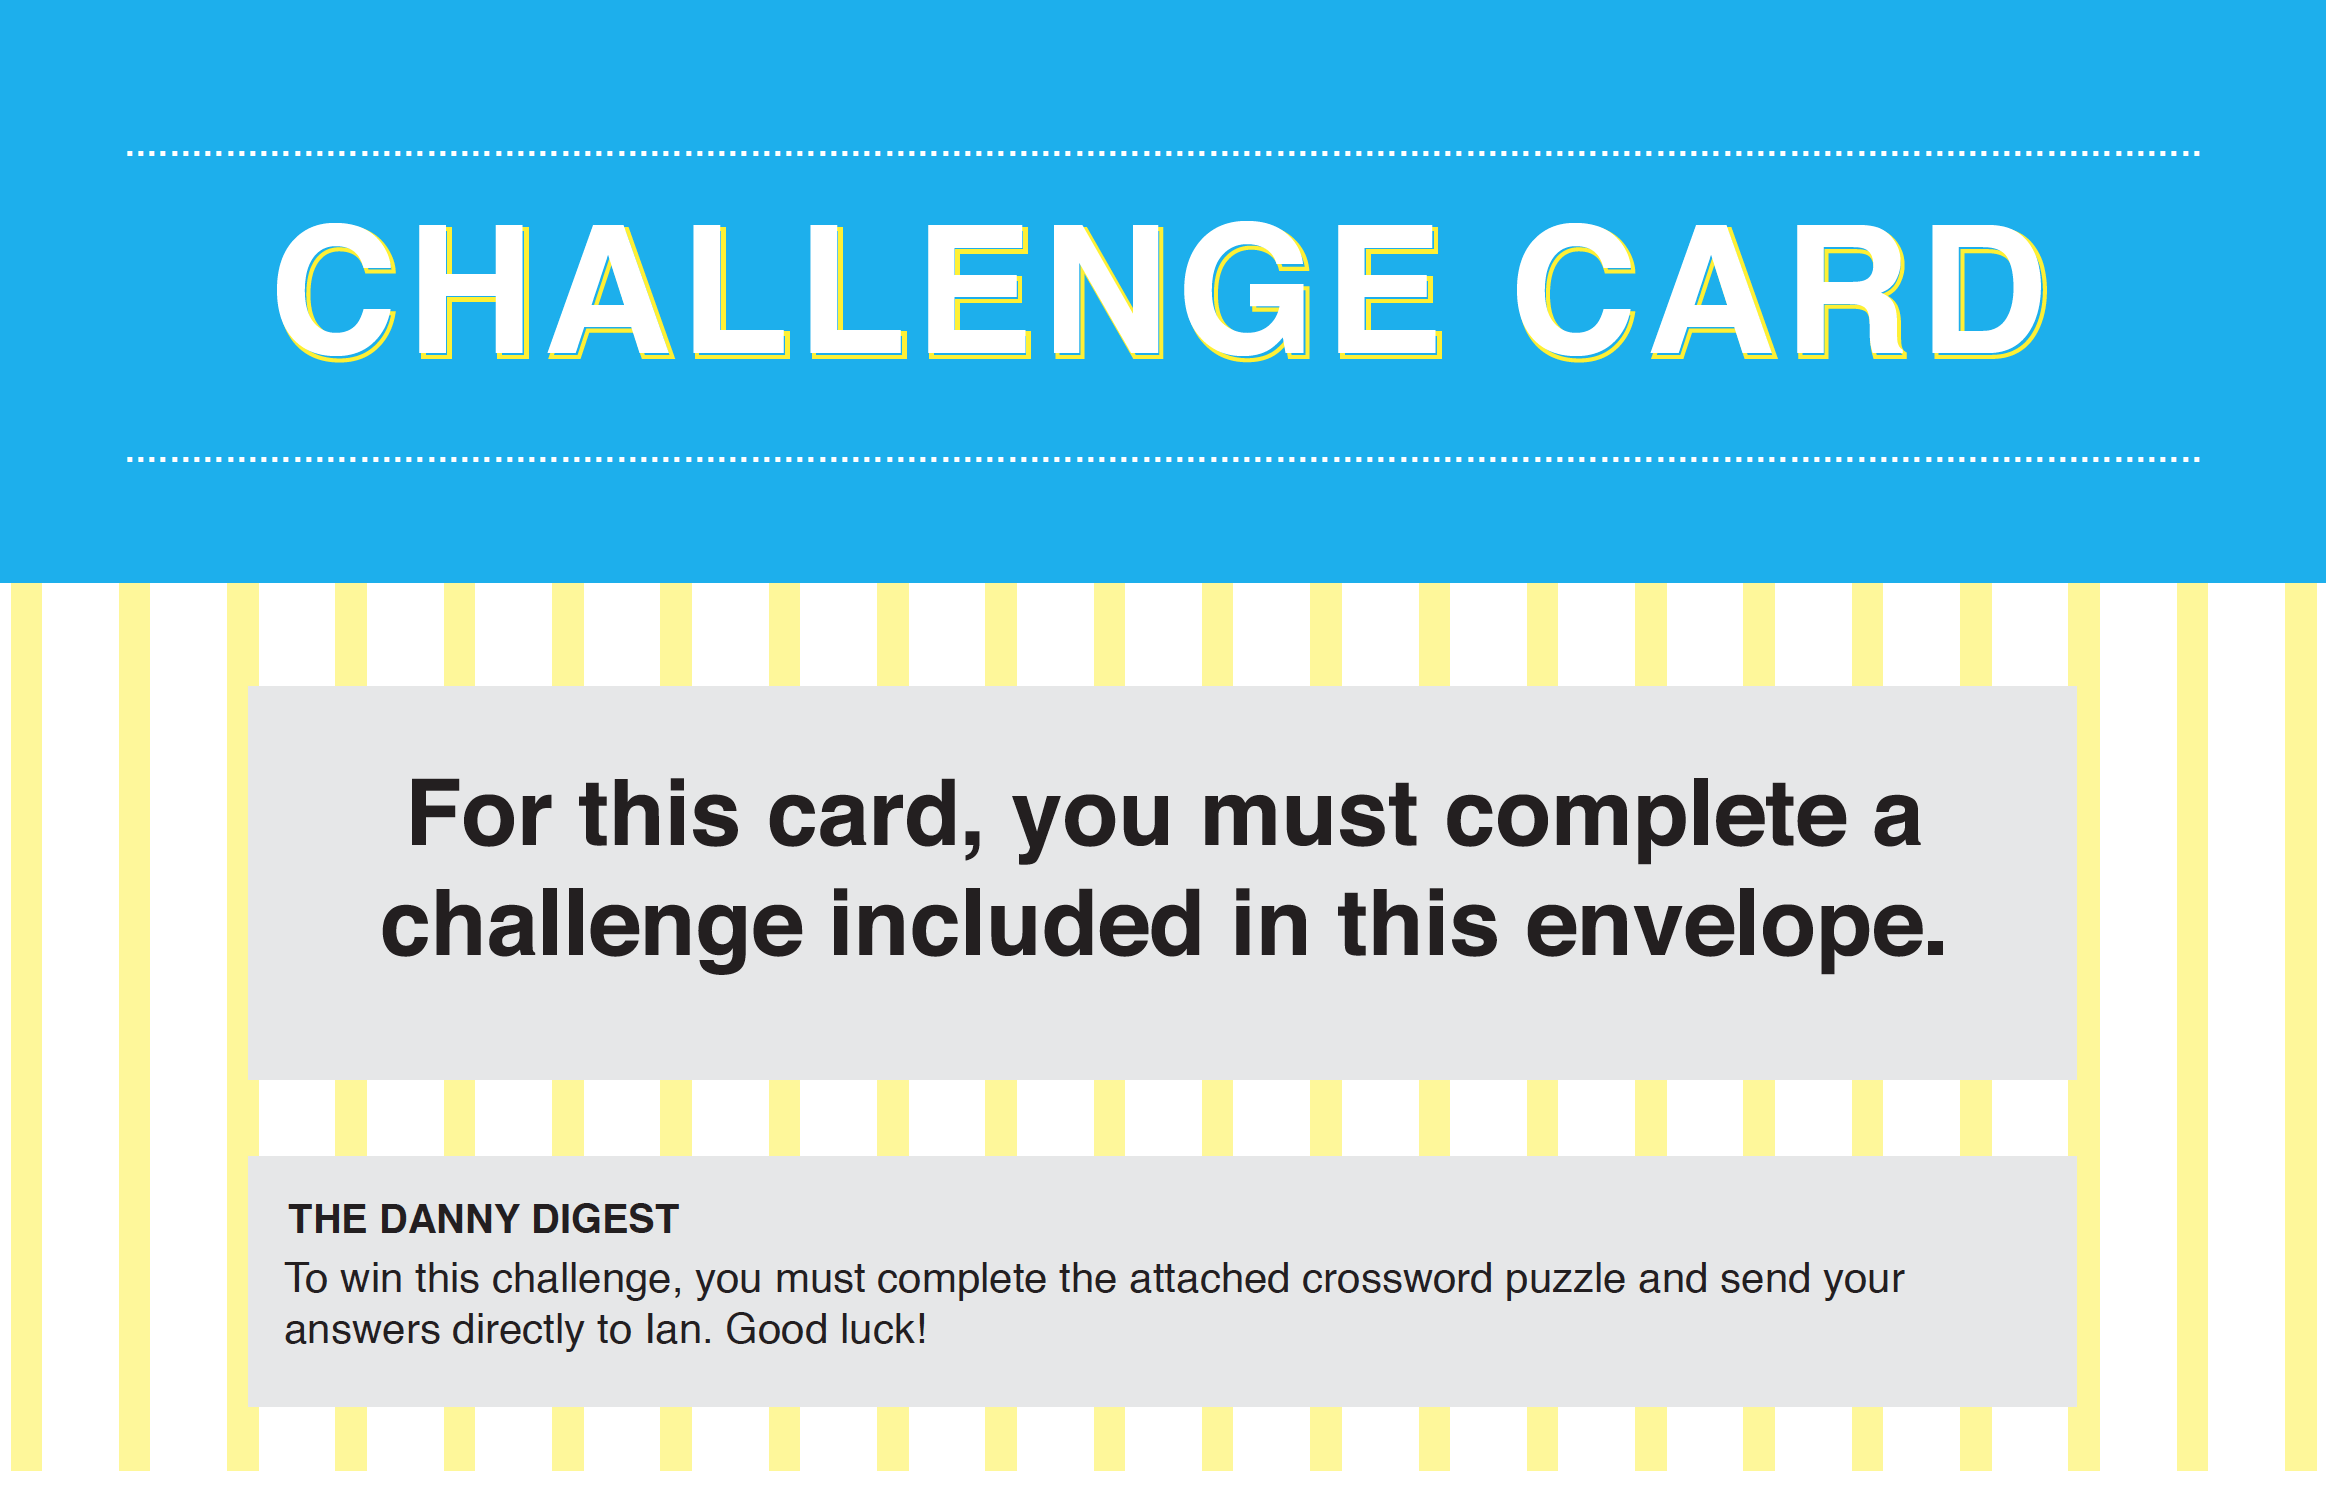 CHALLENGE CARD
For this card, you must complete a
challenge included in this envelope.
THE DANNY DIGEST
To win this challenge, you must complete the attached crossword puzzle and send your
answers directly to Ian. Good luck!